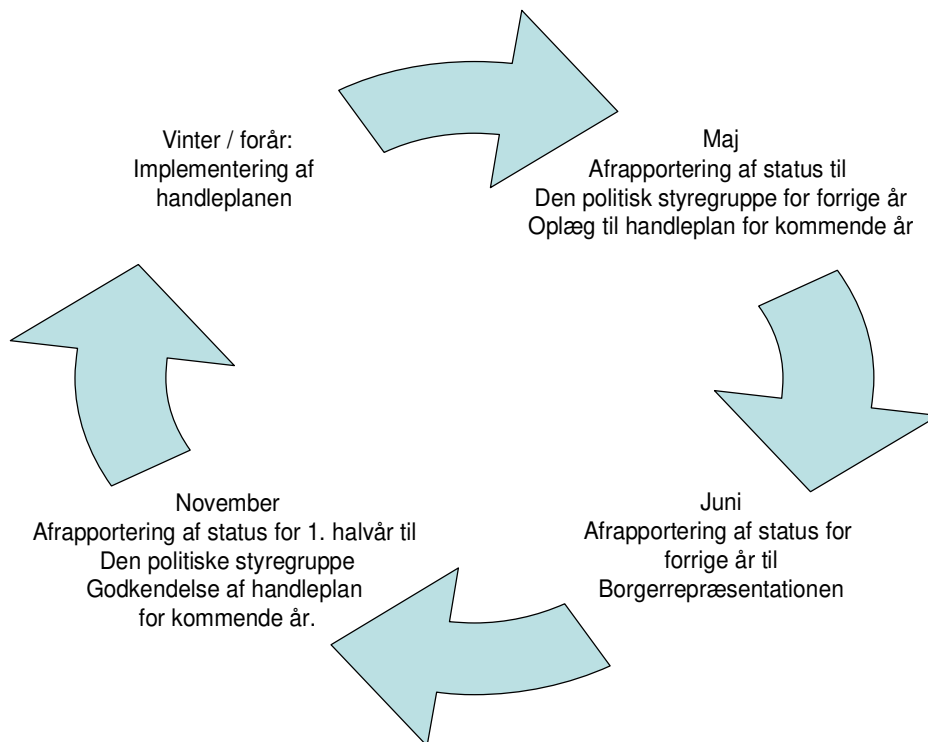 Vinter / forår:
Implementering af
handleplanen
Maj
Afrapportering af status til
Den politisk styregruppe for forrige år
Oplæg til handleplan for kommende år
Juni
Afrapportering af status for
forrige år til
Borgerrepræsentationen
November
Afrapportering af status for 1. halvår til
Den politiske styregruppe
Godkendelse af handleplan
for kommende år.